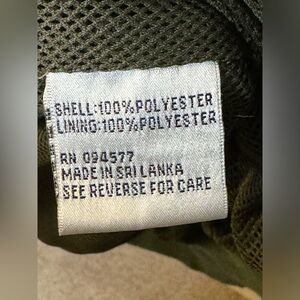 SHELL:100%POLYESTER
LINING:100%POLYESTER
RN 094577
MADE IN SRI LANKA
SEE REVERSE FOR CARE